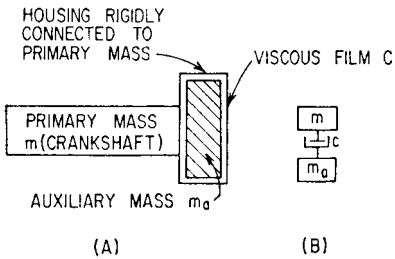 HOUSING RIGIDLY
CONNECTED TO
PRIMARY MASS
VISCOUS FILM C
PRIMARY MASS
m(CRANKSHAFT)
AUXILIARY MASS ma
m
C
ma
(A)
(B)